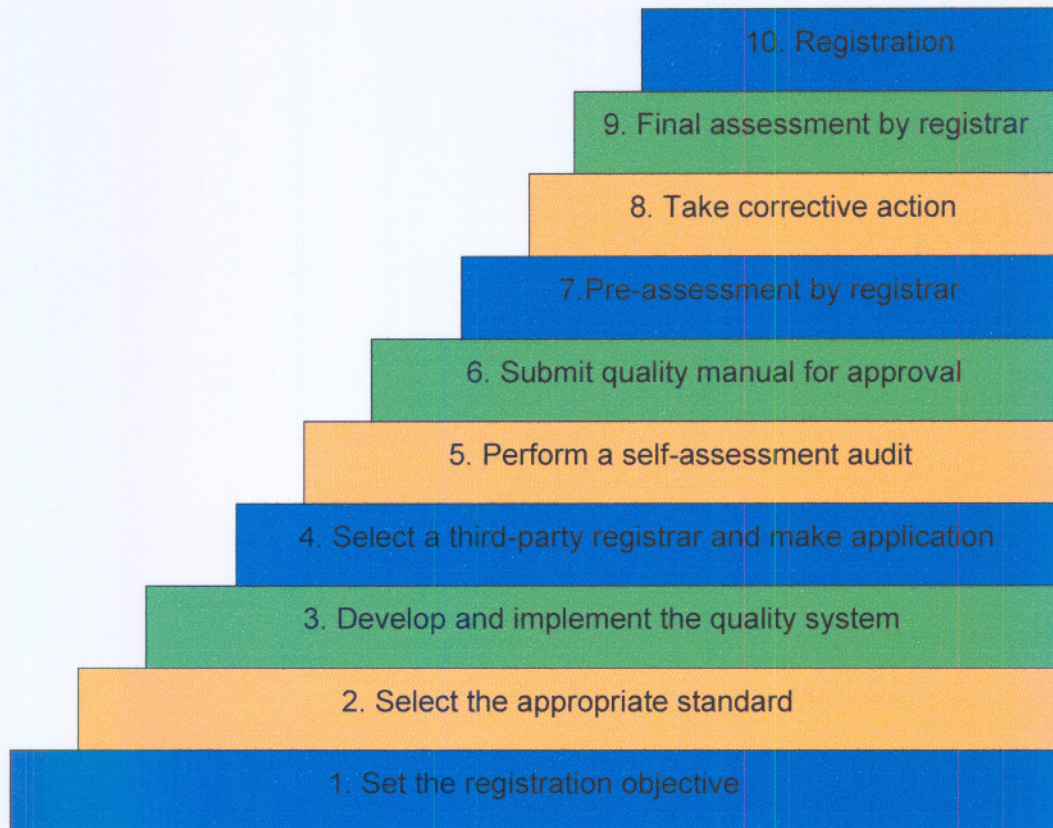 10. Registration
9. Final assessment by registrar
8. Take corrective action
7.Pre-assessment by registrar
6. Submit quality manual for approval
5. Perform a self-assessment audit
4. Select a third-party registrar and make application
3. Develop and implement the quality system
2. Select the appropriate standard
1. Set the registration objective